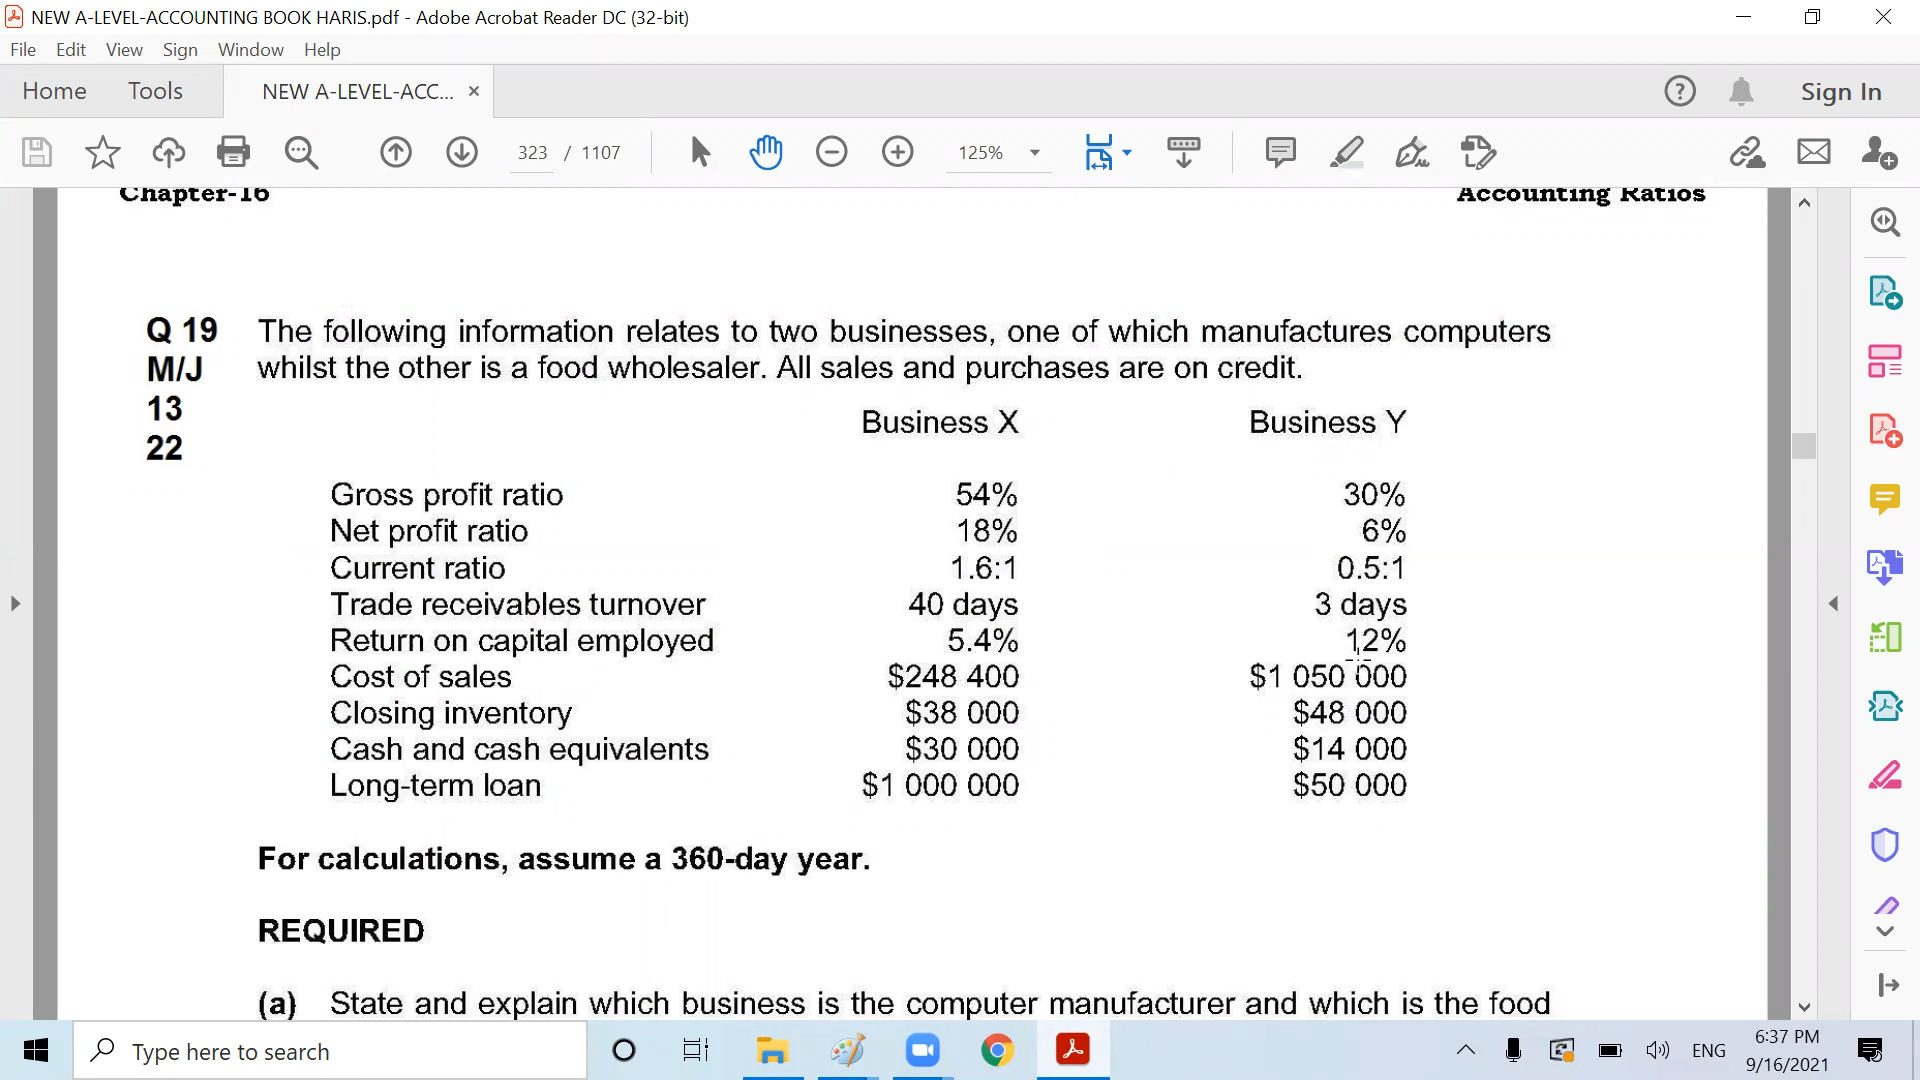 NEW A-LEVEL-ACCOUNTING BOOK HARIS.pdf - Adobe Acrobat Reader DC (32-bit)
File Edit View Sign Window Help
Home Tools NEW A-LEVEL-ACC... × Sign In
323 / 1107 125%
Chapter-16 Accounting Ratios
Q 19 The following information relates to two businesses, one of which manufactures computers
M/J whilst the other is a food wholesaler. All sales and purchases are on credit.
13
22
Business X Business Y
Gross profit ratio 54% 30%
Net profit ratio 18% 6%
Current ratio 1.6:1 0.5:1
Trade receivables turnover 40 days 3 days
Return on capital employed 5.4% 12%
Cost of sales $248 400 $1 050 000
Closing inventory $38 000 $48 000
Cash and cash equivalents $30 000 $14 000
Long-term loan $1 000 000 $50 000
For calculations, assume a 360-day year.
REQUIRED
(a) State and explain which business is the computer manufacturer and which is the food
Type here to search
ENG
6:37 PM
9/16/2021